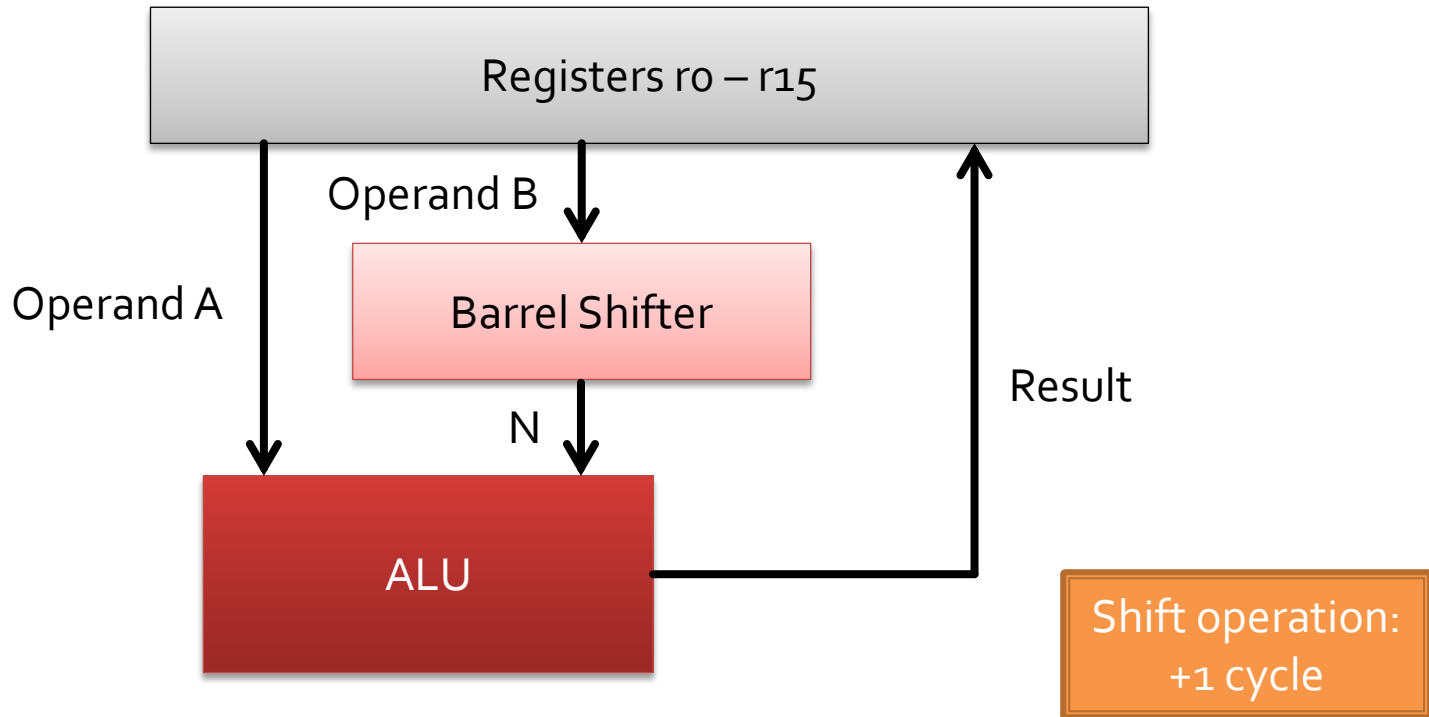 Registers r0 – r15
Operand B
Operand A
Barrel Shifter
N
Result
ALU
Shift operation:
+1 cycle